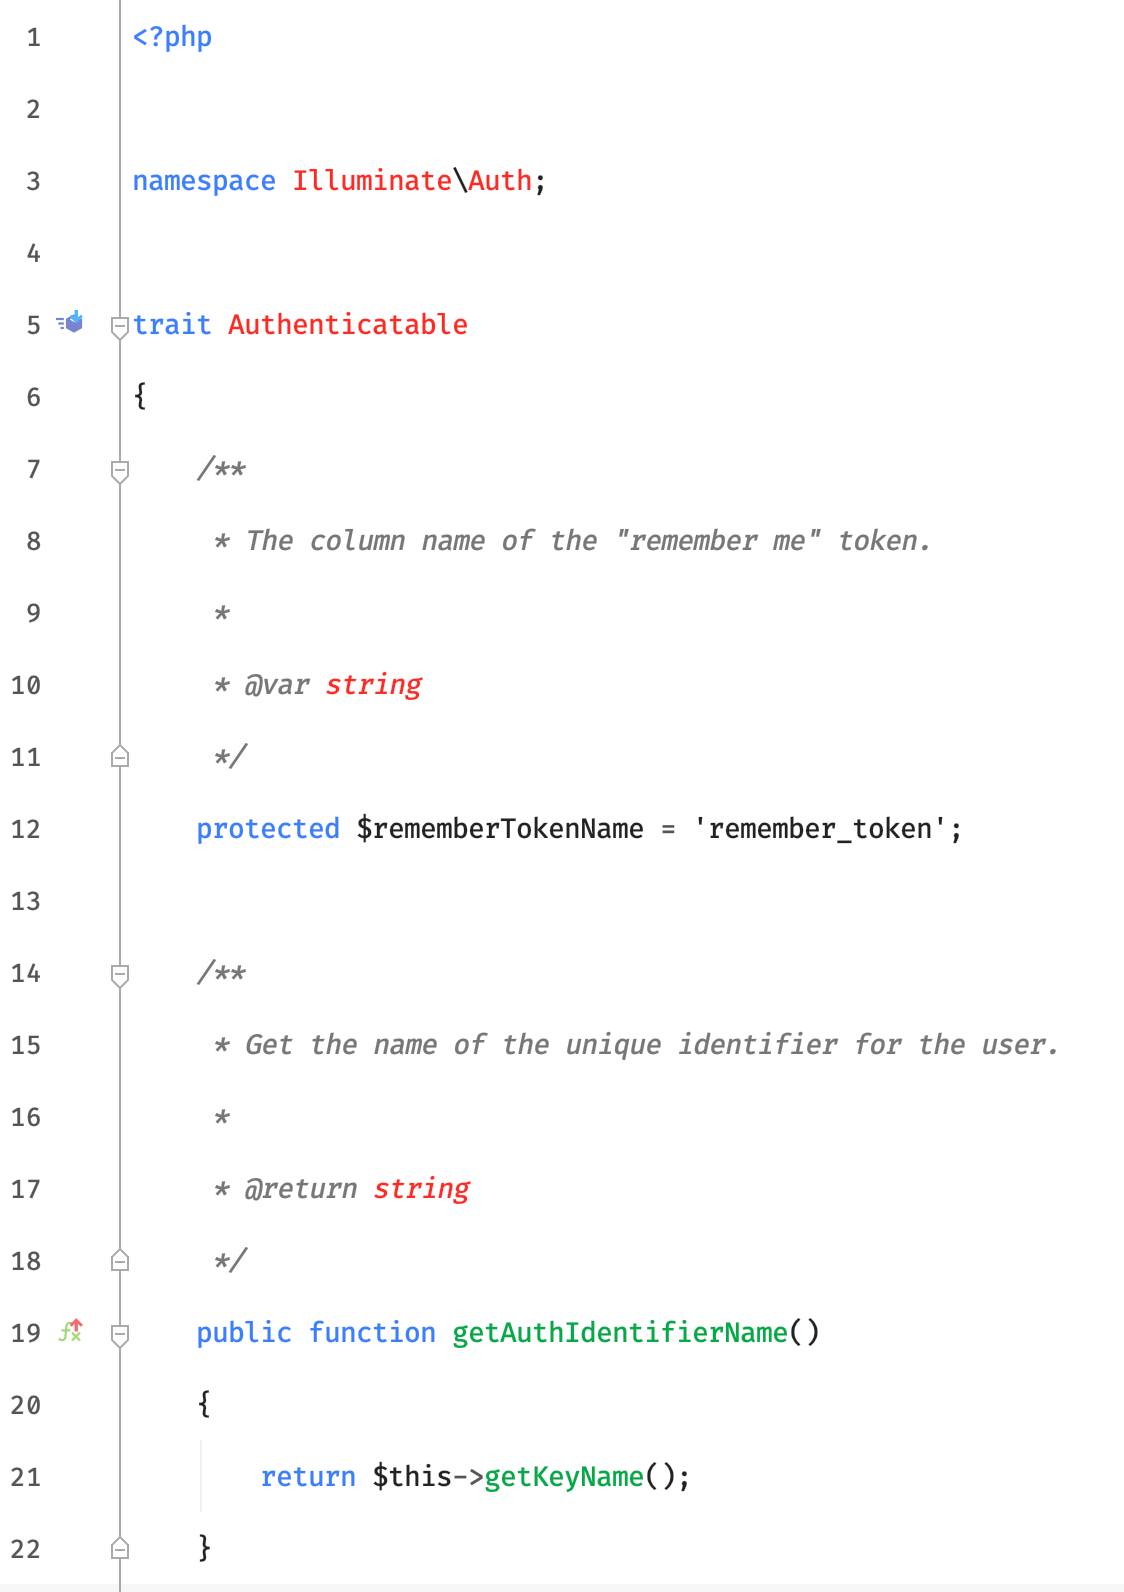 1 <?php
2
3 namespace Illuminate\Auth;
4
5 trait Authenticatable
6 {
7     /**
8      * The column name of the "remember me" token.
9      *
10      * @var string
11      */
12     protected $rememberTokenName = 'remember_token';
13
14     /**
15      * Get the name of the unique identifier for the user.
16      *
17      * @return string
18      */
19     public function getAuthIdentifierName()
20     {
21         return $this->getKeyName();
22     }